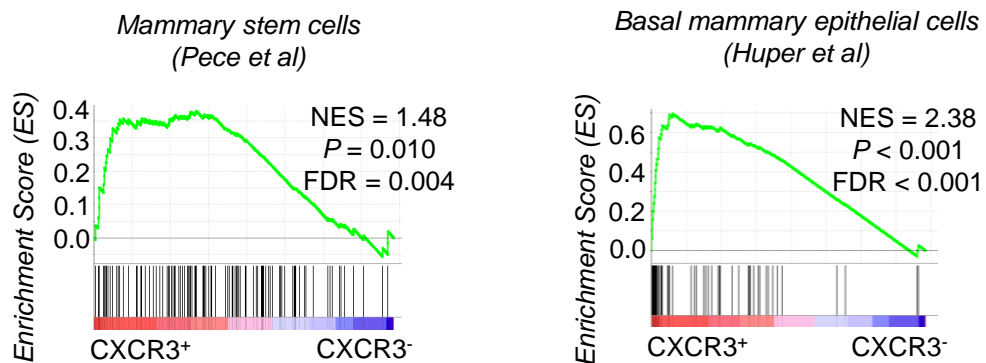 Mammary stem cells
(Pece et al)
Enrichment Score (ES)
0.4
0.3
0.2
0.1
0.0
NES = 1.48
P = 0.010
FDR = 0.004
CXCR3⁺
CXCR3⁻
Basal mammary epithelial cells
(Huper et al)
Enrichment Score (ES)
0.6
0.4
0.2
0.0
NES = 2.38
P < 0.001
FDR < 0.001
CXCR3⁺
CXCR3⁻